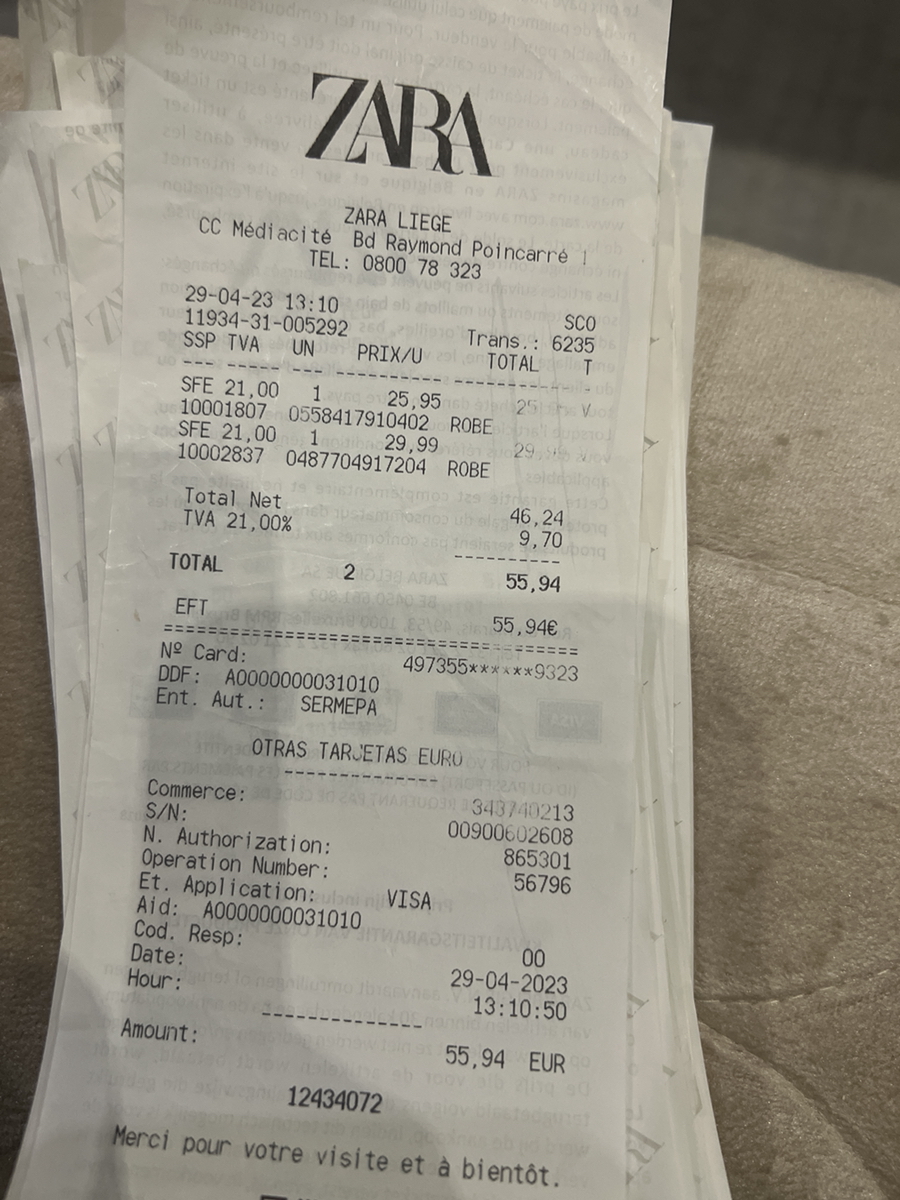 ZARA
ZARA LIEGE
CC Médiacité Bd Raymond Poincarré
TEL: 0800 78 323
29-04-23 13:10 SCO
11934-31-005292 Trans.: 6235
SSP TVA UN PRIX/U TOTAL T
--- ----- --- ---------- -------------
SFE 21,00 1 25,95 V
10001807 0558417910402 ROBE
SFE 21,00 1 29,99
10002837 0487704917204 ROBE
Total Net 46,24
TVA 21,00% 9,70
----------
TOTAL 2 55,94
EFT 55,94€
======================================
Nº Card: 497355******9323
DDF: A0000000031010
Ent. Aut.: SERMEPA
OTRAS TARJETAS EURO
--------------
Commerce: 343740213
S/N: 00900602608
N. Authorization: 865301
Operation Number: 56796
Et. Application: VISA
Aid: A0000000031010
Cod. Resp: 00
Date: 29-04-2023
Hour: 13:10:50
--------------
Amount: 55,94 EUR
12434072
Merci pour votre visite et à bientôt.